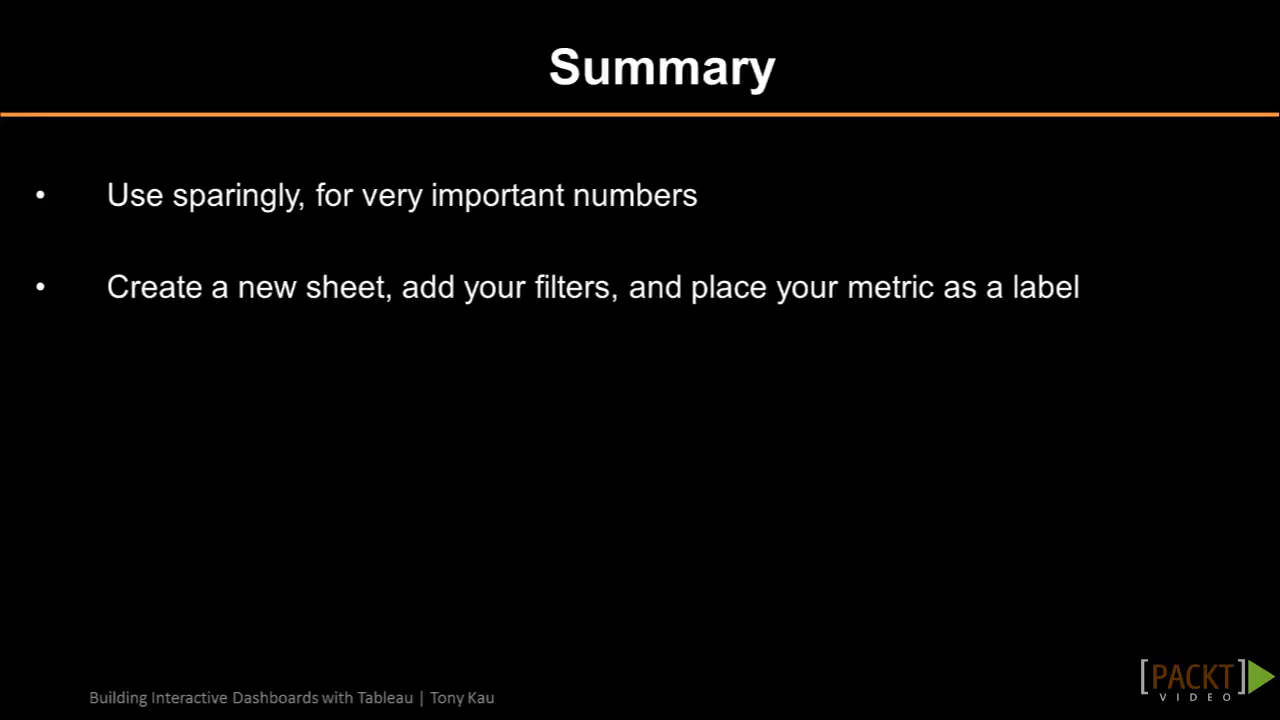 Summary
• Use sparingly, for very important numbers
• Create a new sheet, add your filters, and place your metric as a label
Building Interactive Dashboards with Tableau | Tony Kau
[PACKT]
VIDEO